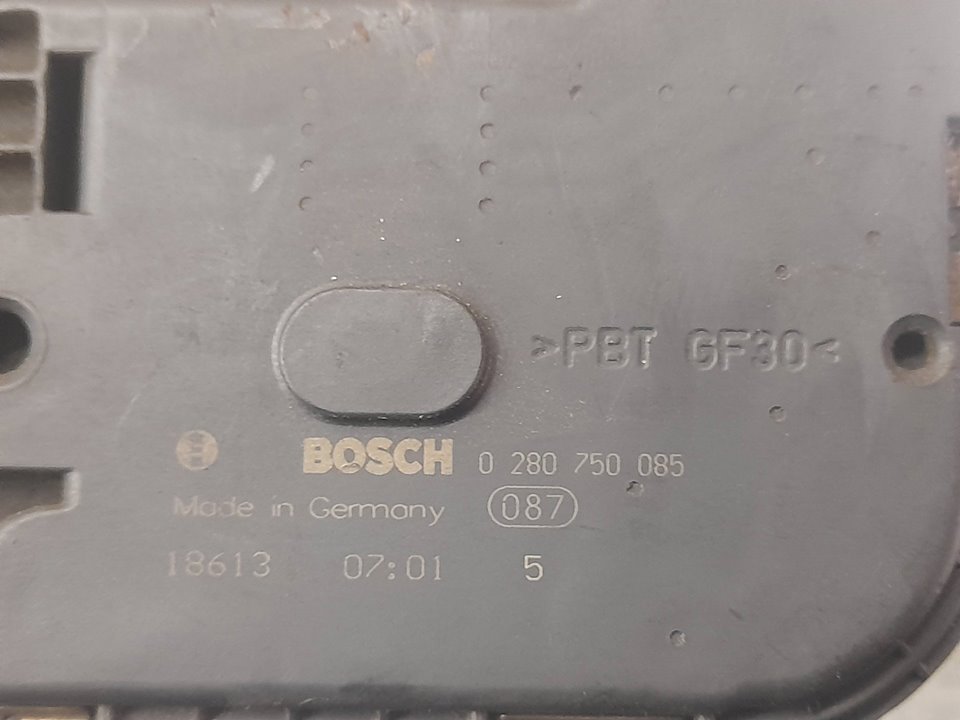 >PBT GF30<
BOSCH 0 280 750 085
Made in Germany 087
18613 07:01 5